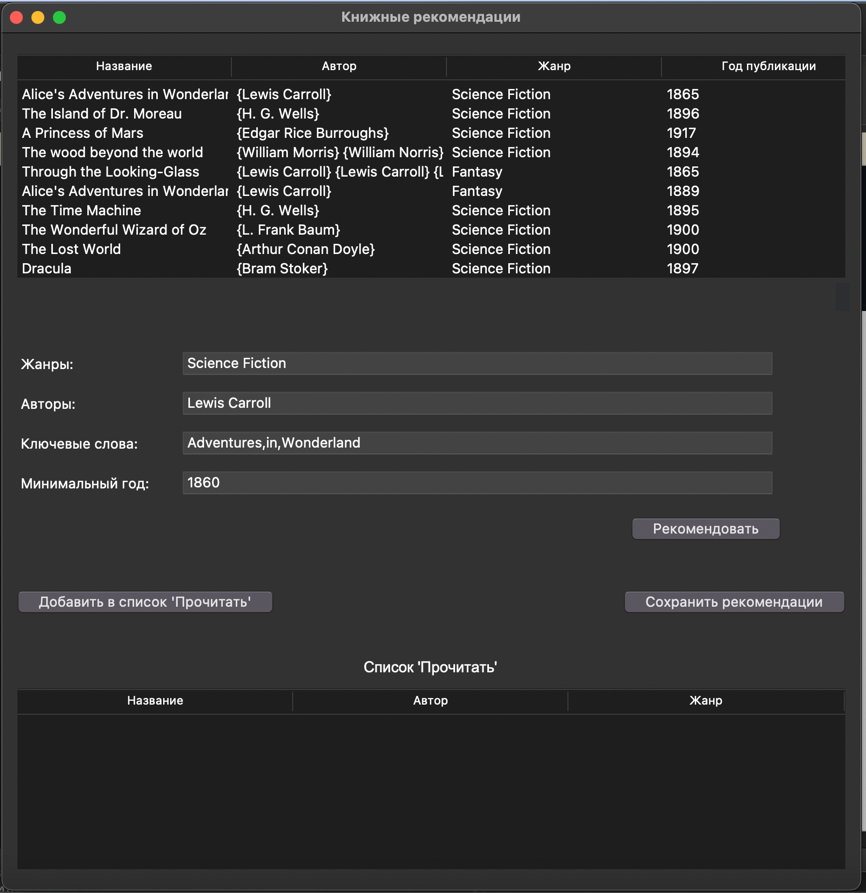 Книжные рекомендации
Название Автор Жанр Год публикации
Alice's Adventures in Wonderlar {Lewis Carroll} Science Fiction 1865
The Island of Dr. Moreau {H. G. Wells} Science Fiction 1896
A Princess of Mars {Edgar Rice Burroughs} Science Fiction 1917
The wood beyond the world {William Morris} {William Norris} Science Fiction 1894
Through the Looking-Glass {Lewis Carroll} {Lewis Carroll} {L Fantasy 1865
Alice's Adventures in Wonderlar {Lewis Carroll} Fantasy 1889
The Time Machine {H. G. Wells} Science Fiction 1895
The Wonderful Wizard of Oz {L. Frank Baum} Science Fiction 1900
The Lost World {Arthur Conan Doyle} Science Fiction 1900
Dracula {Bram Stoker} Science Fiction 1897
Жанры: Science Fiction
Авторы: Lewis Carroll
Ключевые слова: Adventures,in,Wonderland
Минимальный год: 1860
Рекомендовать
Добавить в список 'Прочитать' Сохранить рекомендации
Список 'Прочитать'
Название Автор Жанр